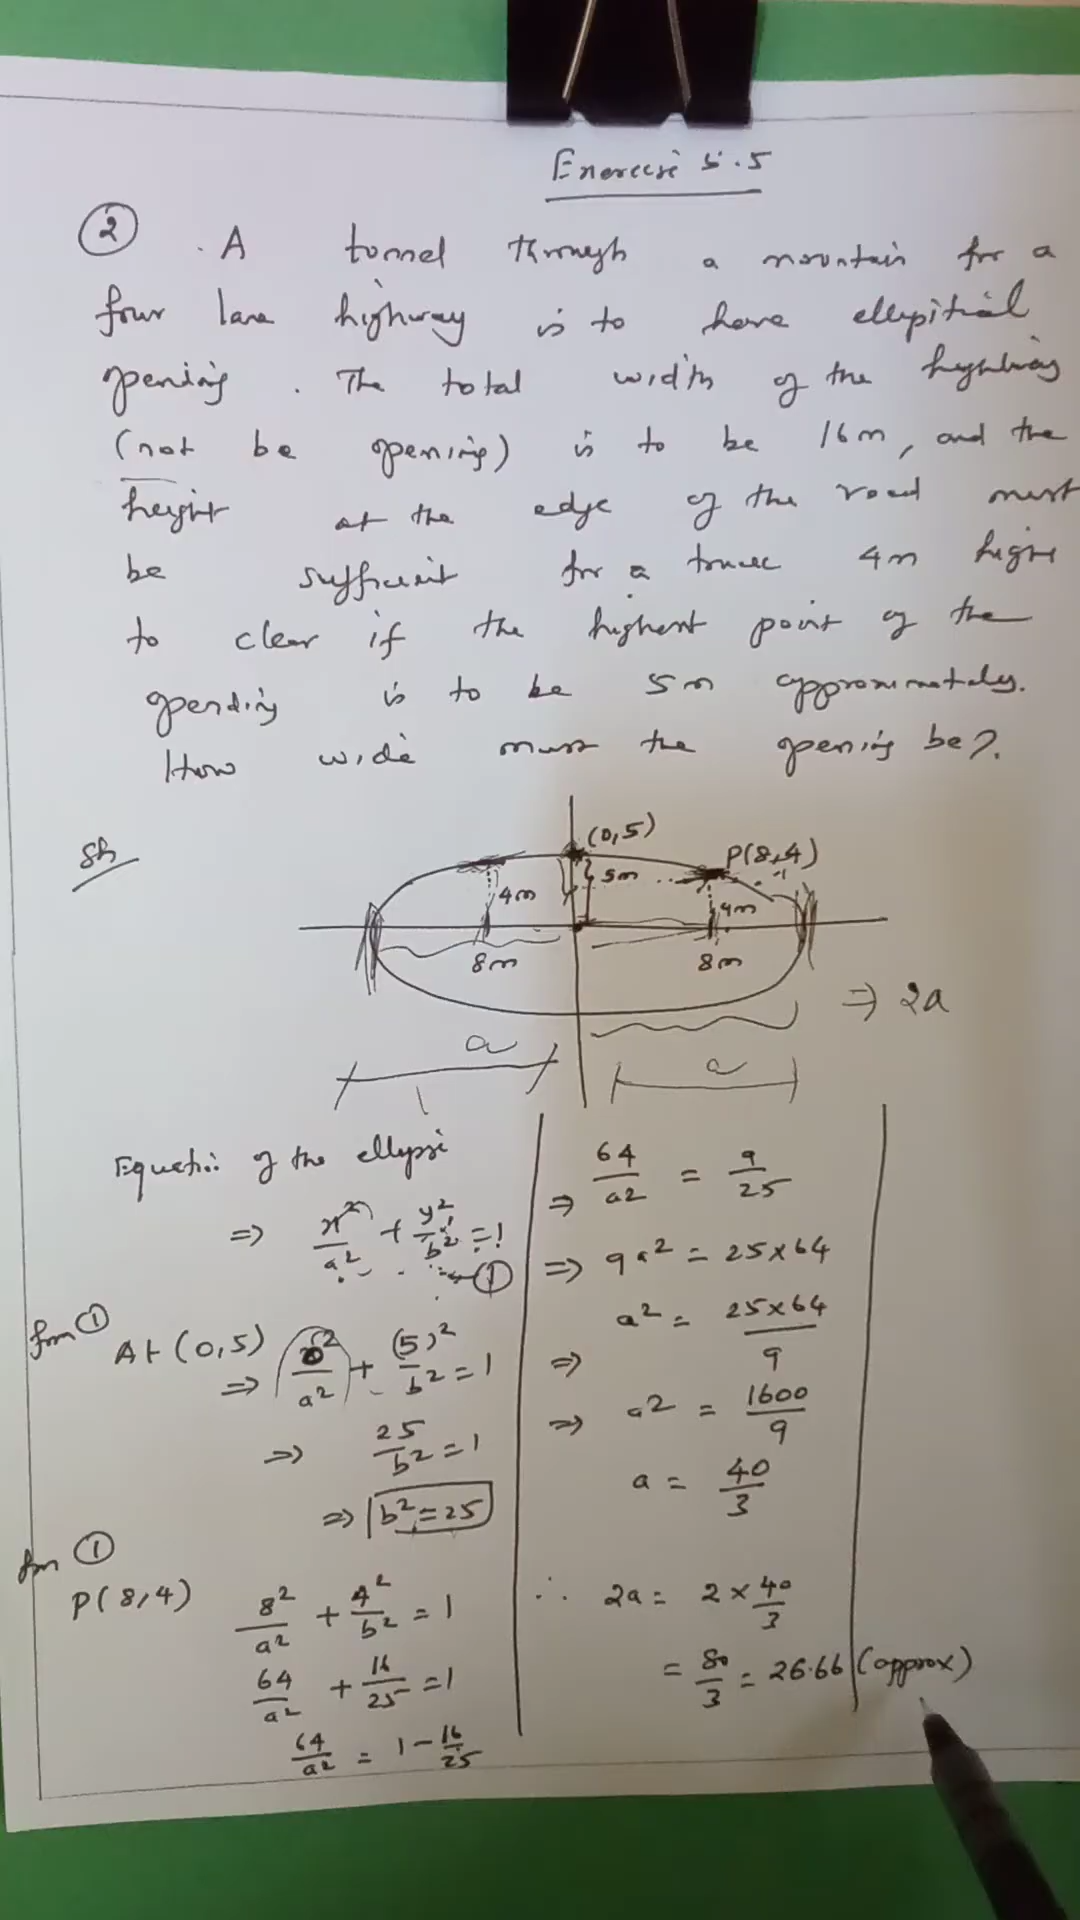 Exercise 5.5
② . A tunnel through a mountain for a
four lane highway is to have elliptical
opening . The total width of the highway
(not be opening) is to be 16m, and the
height at the edge of the road must
be sufficient for a truck 4m high
to clear if the highest point of the
opening is to be 5m approximately.
How wide must the opening be?.
Sh
(0,5)
P(8,4)
5m
4m
4m
8m
8m
⇒ 2a
a
a
Equation of the ellipse
⇒ x²/a² + y²/b² = 1
①
from ①
At (0,5)
⇒ 0²/a² + (5)²/b² = 1
⇒ 25/b² = 1
⇒ b² = 25
from ①
P(8,4)
8²/a² + 4²/b² = 1
64/a² + 16/25 = 1
64/a² = 1 - 16/25
⇒ 64/a2 = 9/25
⇒ 9a² = 25×64
⇒ a² = 25×64/9
⇒ a² = 1600/9
a = 40/3
∴ 2a = 2 × 40/3
= 80/3 = 26.66 (approx)